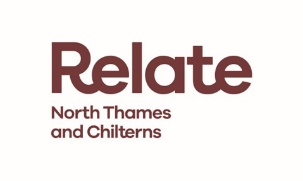 Relate
North Thames
and Chilterns